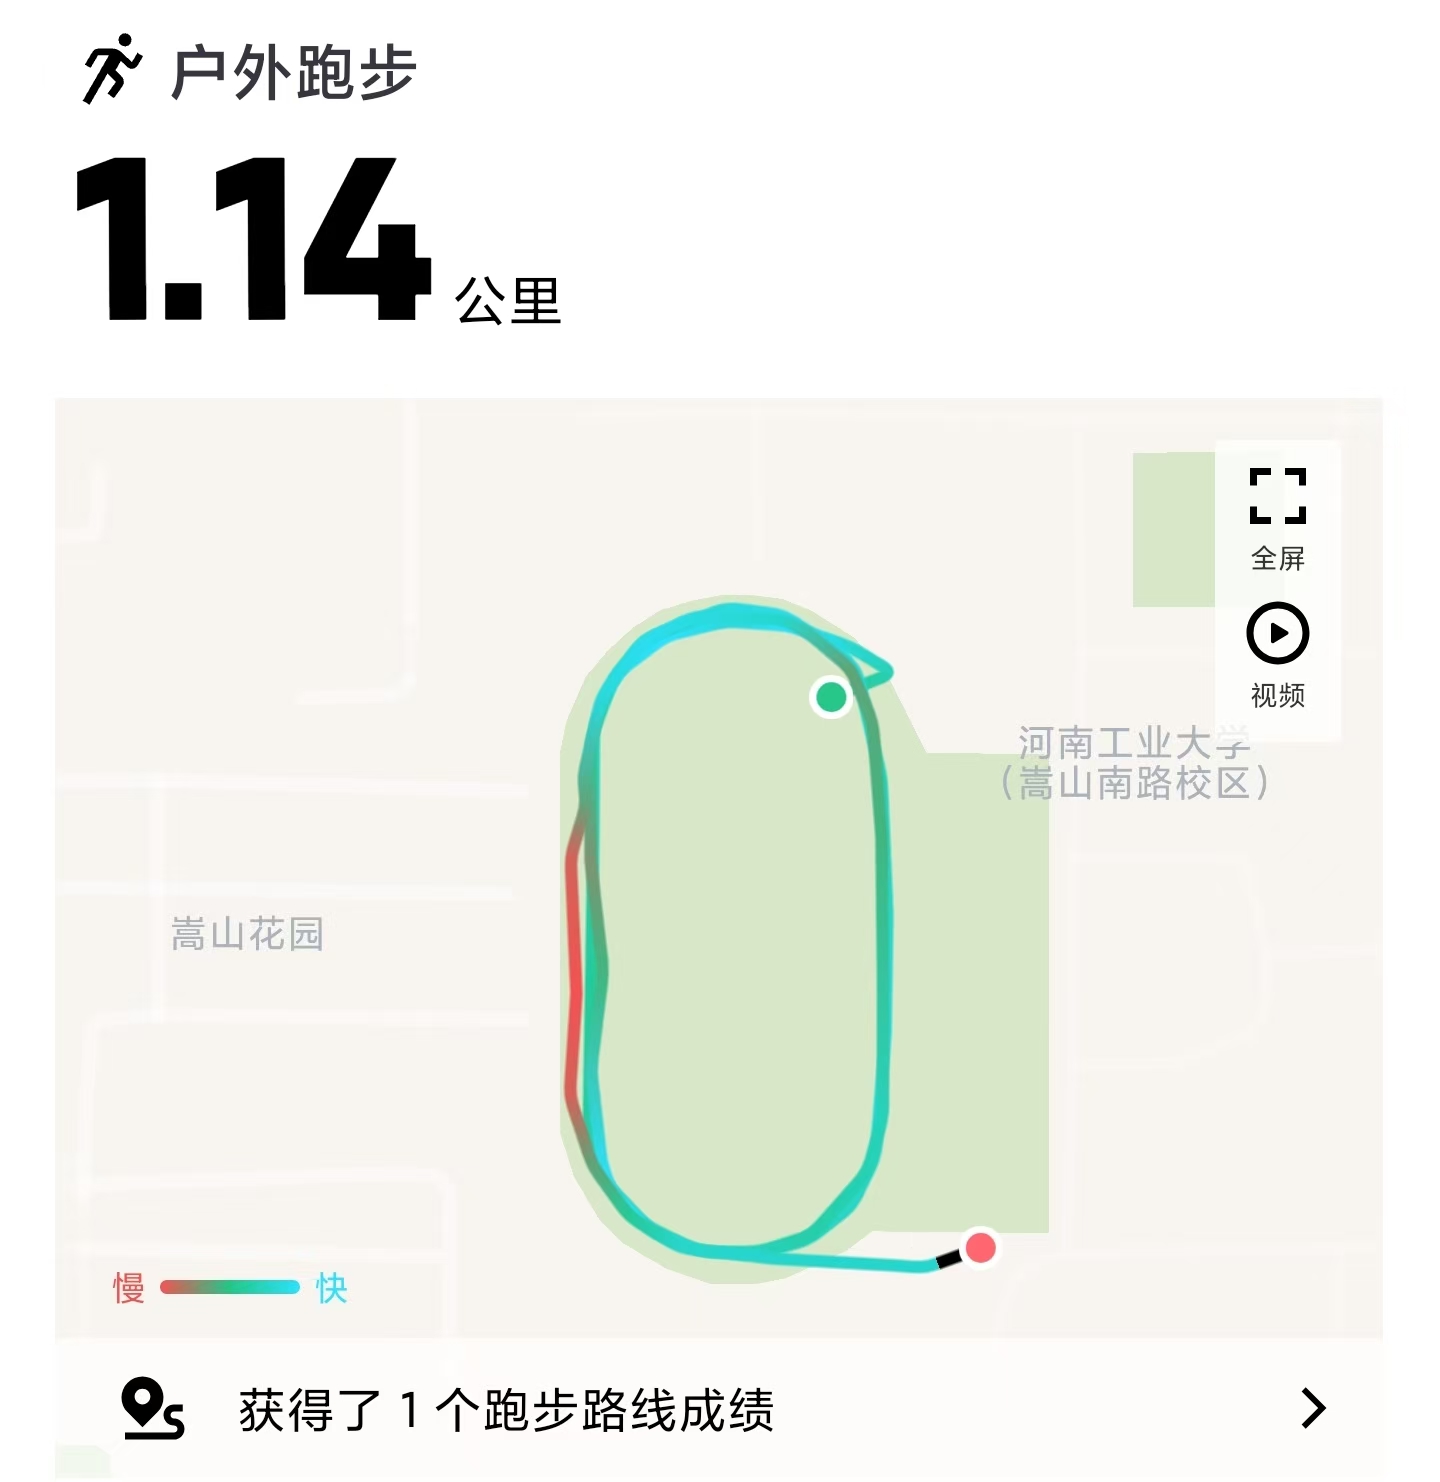 户外跑步
1.14 公里
全屏
视频
河南工业大学
（嵩山南路校区）
嵩山花园
慢 快
获得了 1 个跑步路线成绩